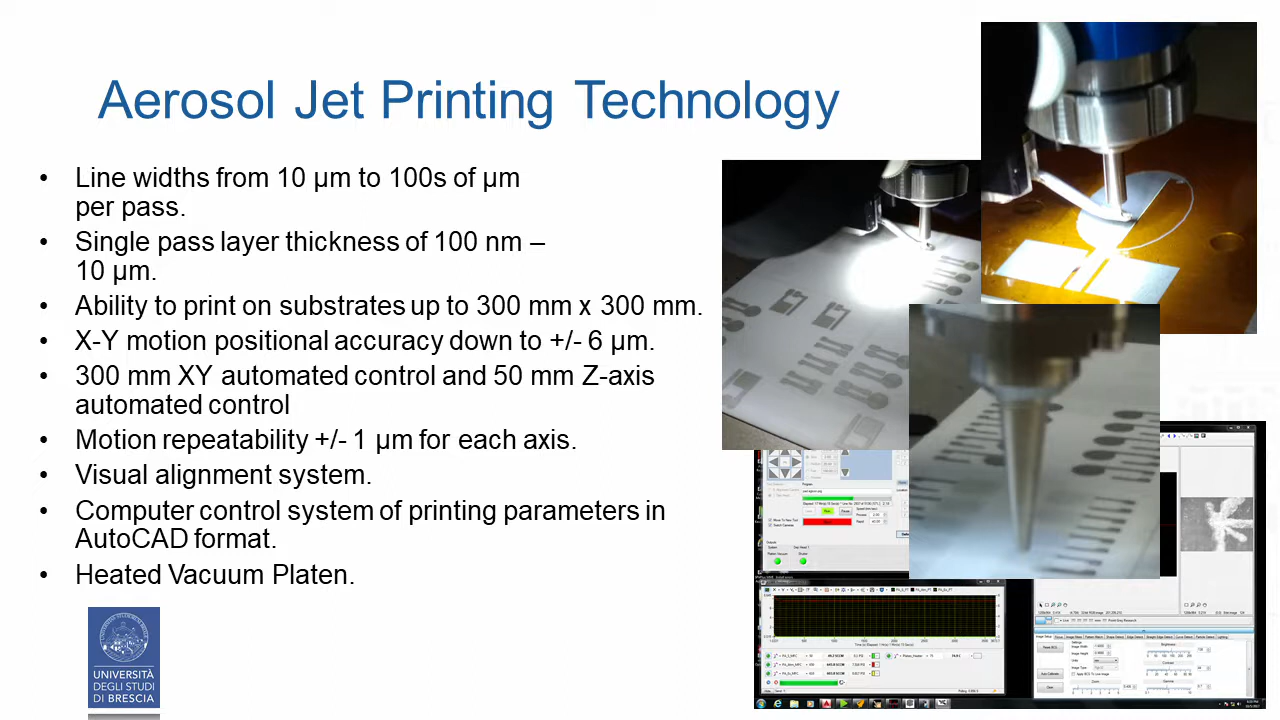 Aerosol Jet Printing Technology
• Line widths from 10 µm to 100s of µm
per pass.
• Single pass layer thickness of 100 nm –
10 µm.
• Ability to print on substrates up to 300 mm x 300 mm.
• X-Y motion positional accuracy down to +/- 6 µm.
• 300 mm XY automated control and 50 mm Z-axis
automated control
• Motion repeatability +/- 1 µm for each axis.
• Visual alignment system.
• Computer control system of printing parameters in
AutoCAD format.
• Heated Vacuum Platen.
UNIVERSITÀ
DEGLI STUDI
DI BRESCIA